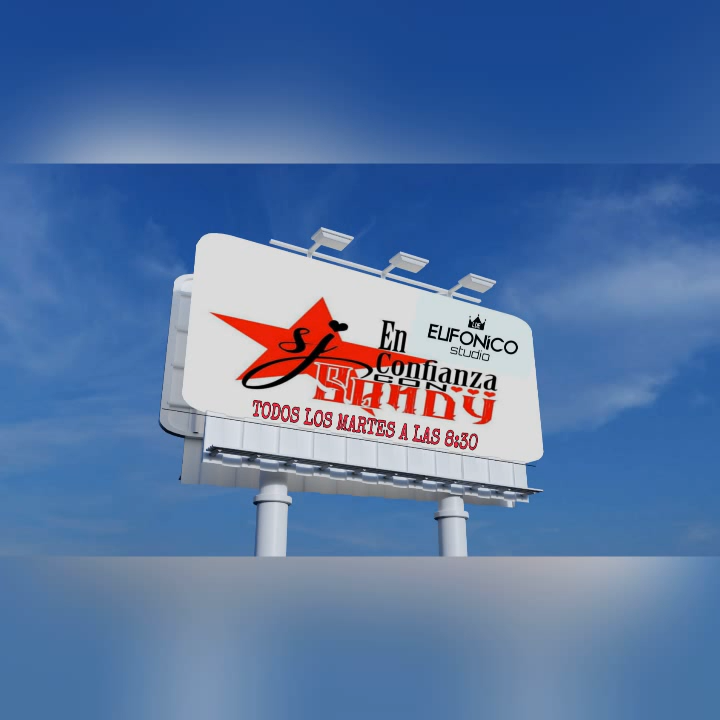 sj
En
Confianza
CON
SANDY
EUFONiCO
studio
TODOS LOS MARTES A LAS 8:30